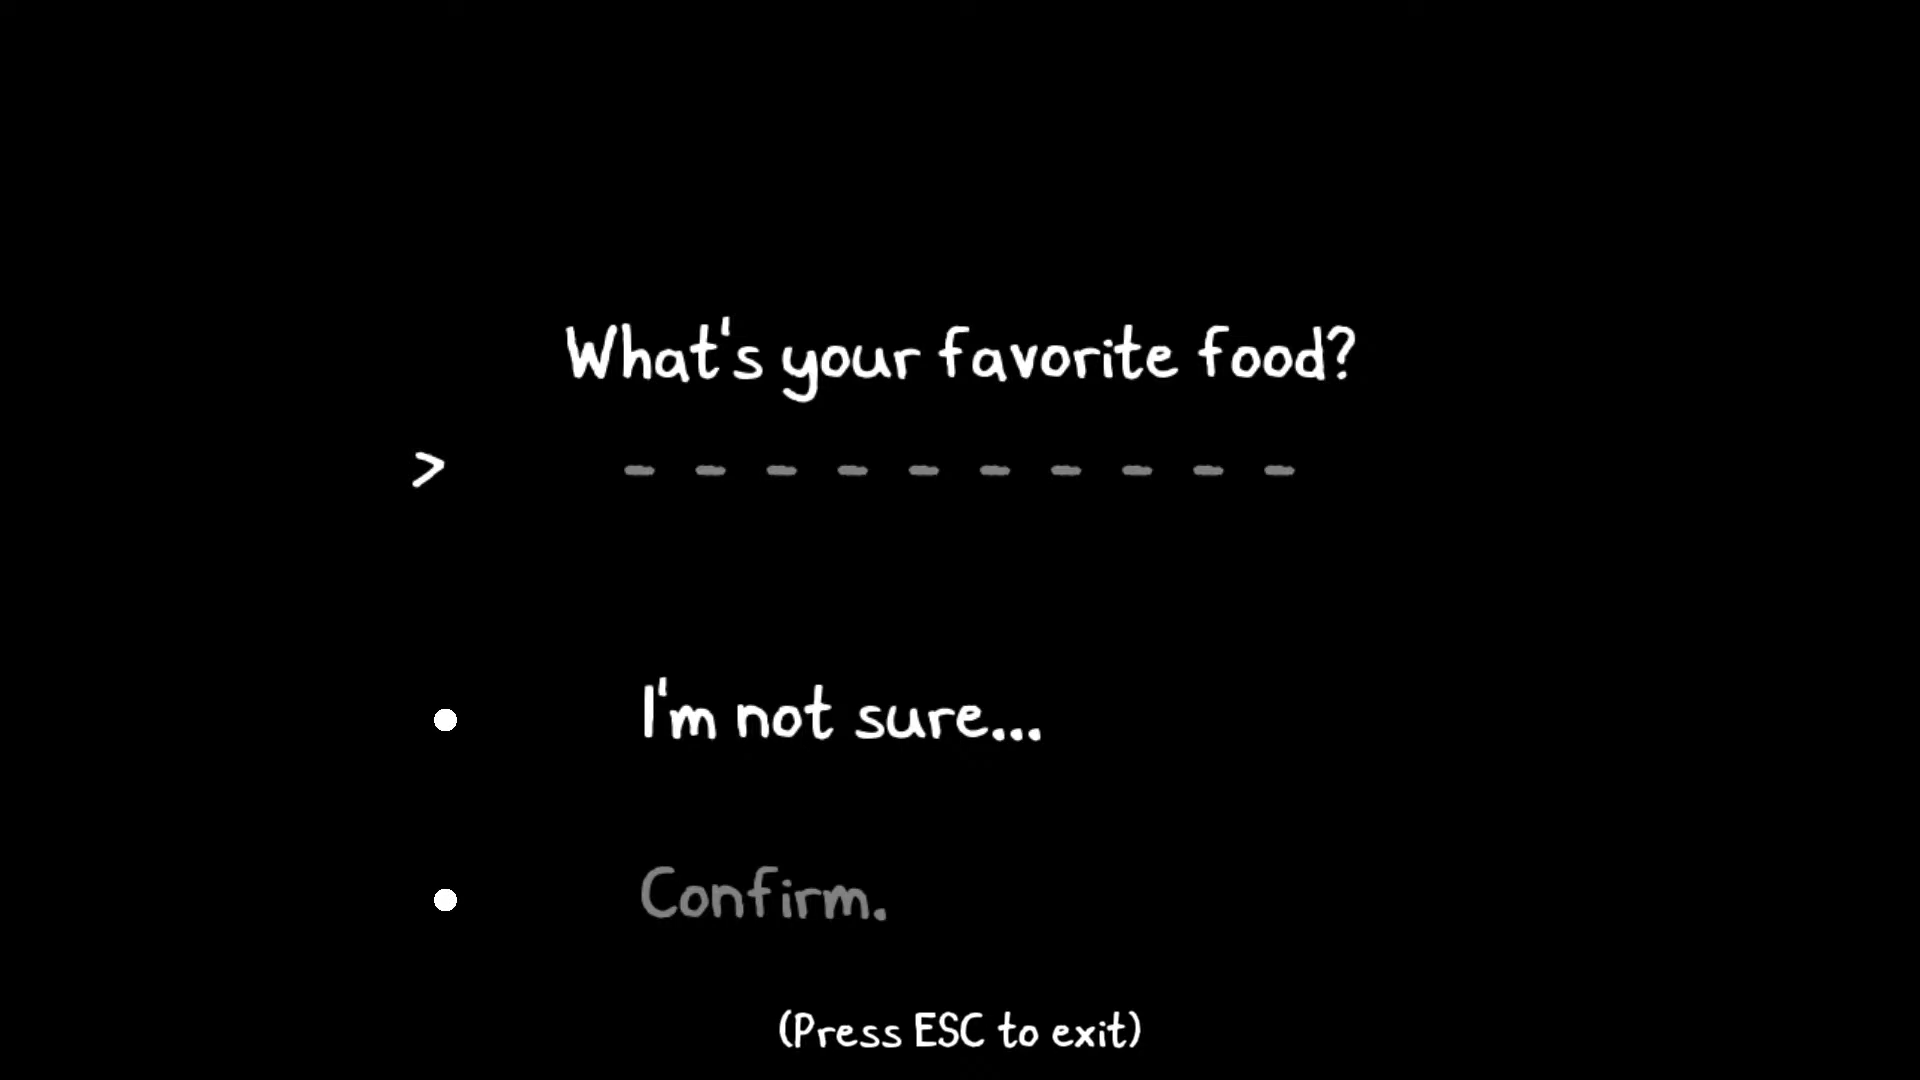 What's your favorite food?
> _ _ _ _ _ _ _ _ _ _
• I'm not sure...
• Confirm.
(Press ESC to exit)